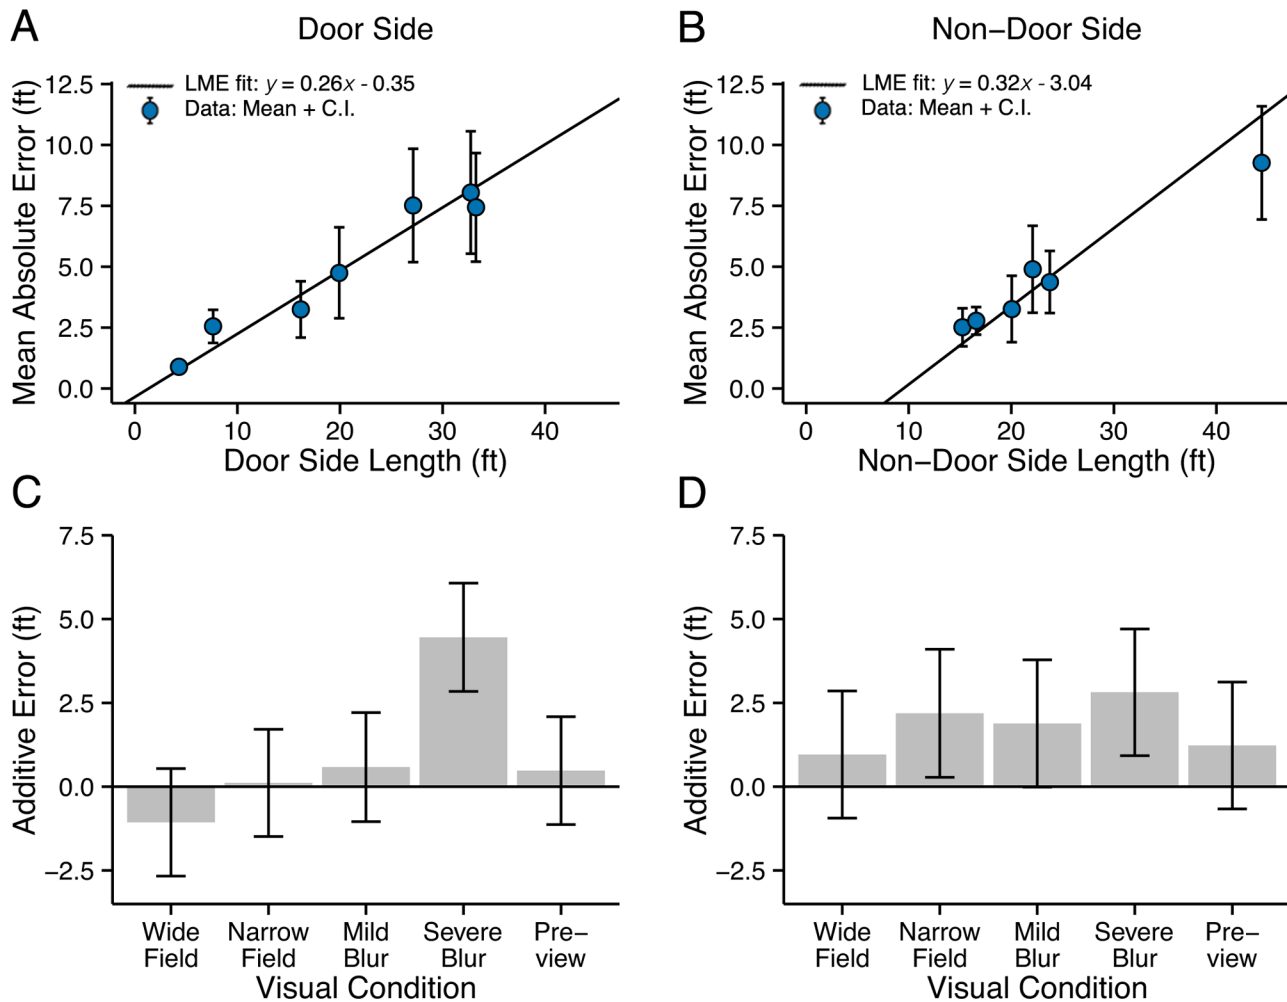 A
Door Side
Mean Absolute Error (ft)
12.5
10.0
7.5
5.0
2.5
0.0
LME fit: y = 0.26x - 0.35
Data: Mean + C.I.
0 10 20 30 40
Door Side Length (ft)
B
Non−Door Side
Mean Absolute Error (ft)
12.5
10.0
7.5
5.0
2.5
0.0
LME fit: y = 0.32x - 3.04
Data: Mean + C.I.
0 10 20 30 40
Non−Door Side Length (ft)
C
Additive Error (ft)
7.5
5.0
2.5
0.0
−2.5
Wide Narrow Mild Severe Pre−
Field Field Blur Blur view
Visual Condition
D
Additive Error (ft)
7.5
5.0
2.5
0.0
−2.5
Wide Narrow Mild Severe Pre−
Field Field Blur Blur view
Visual Condition